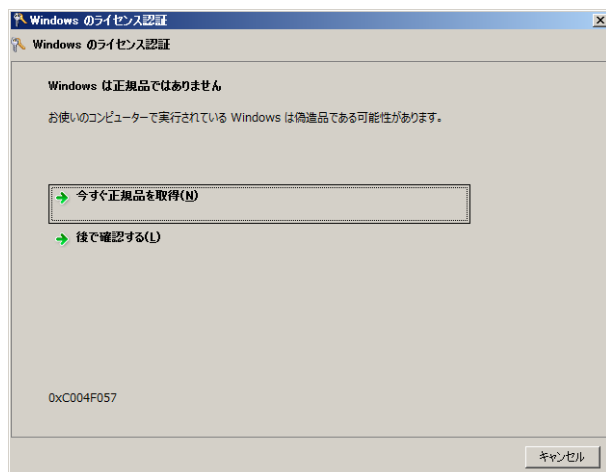 Windows のライセンス認証
Windows のライセンス認証
Windows は正規品ではありません
お使いのコンピューターで実行されている Windows は偽造品である可能性があります。
今すぐ正規品を取得(N)
後で確認する(L)
0xC004F057
キャンセル